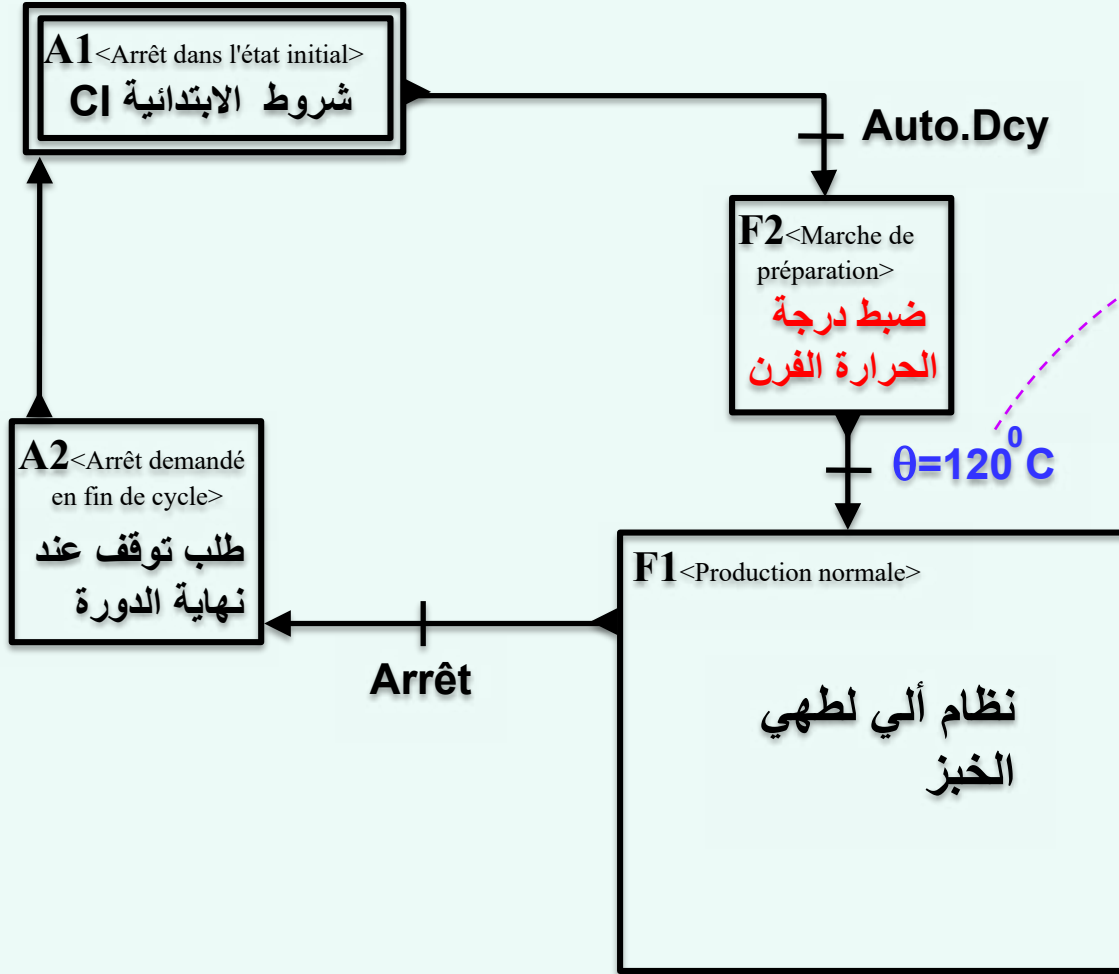 A1<Arrêt dans l'état initial>
شروط الابتدائية CI
Auto.Dcy
F2<Marche de
préparation>
ضبط درجة
الحرارة الفرن
θ=120⁰C
A2<Arrêt demandé
en fin de cycle>
طلب توقف عند
نهاية الدورة
Arrêt
F1<Production normale>
نظام ألي لطهي
الخبز